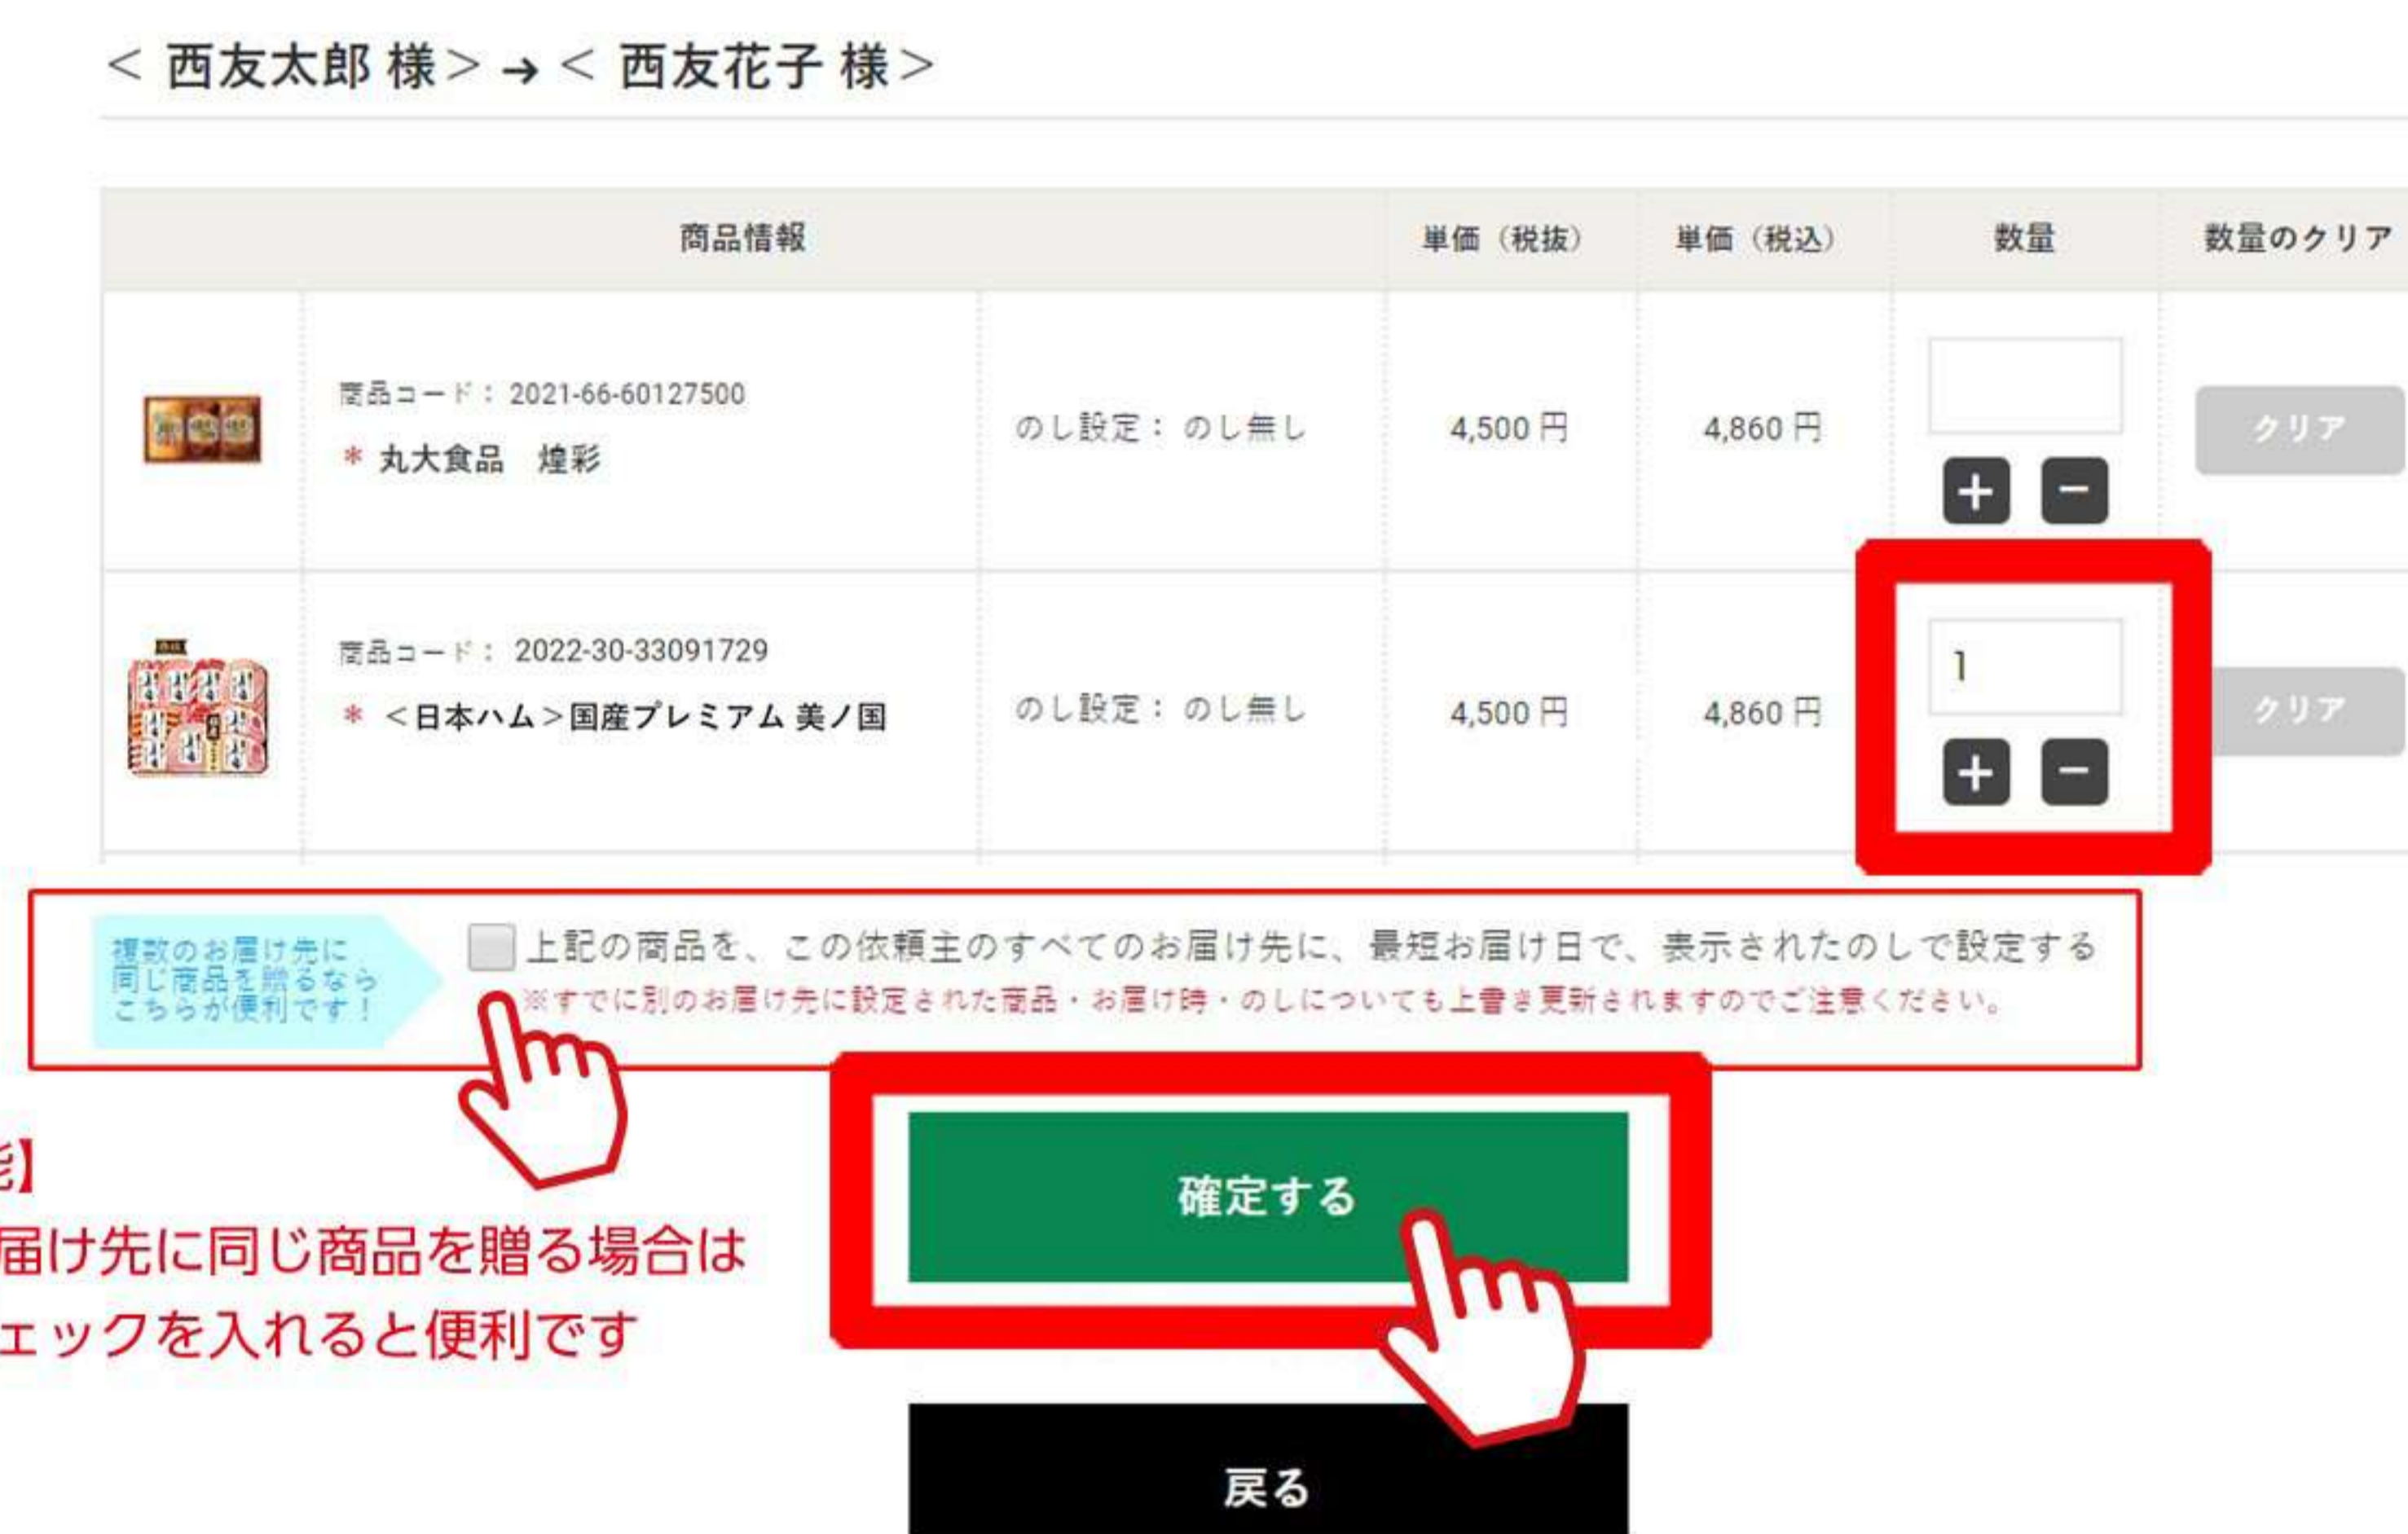 < 西友太郎 様> → < 西友花子 様>
商品情報 単価（税抜） 単価（税込） 数量 数量のクリア
商品コード： 2021-66-60127500
* 丸大食品　煌彩
のし設定： のし無し
4,500 円
4,860 円
+ −
クリア
商品コード： 2022-30-33091729
* ＜日本ハム＞国産プレミアム 美ノ国
のし設定： のし無し
4,500 円
4,860 円
1
+ −
クリア
複数のお届け先に
同じ商品を贈るなら
こちらが便利です！
上記の商品を、この依頼主のすべてのお届け先に、最短お届け日で、表示されたのしで設定する
※すでに別のお届け先に設定された商品・お届け時・のしについても上書き更新されますのでご注意ください。
能】
届け先に同じ商品を贈る場合は
ェックを入れると便利です
確定する
戻る